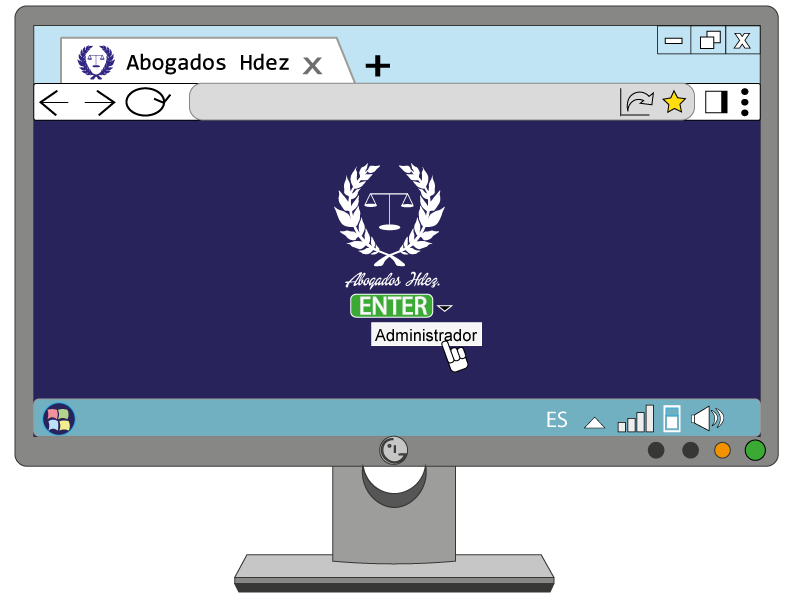 Abogados Hdez X
X
Abogados Hdez.
ENTER
Administrador
ES